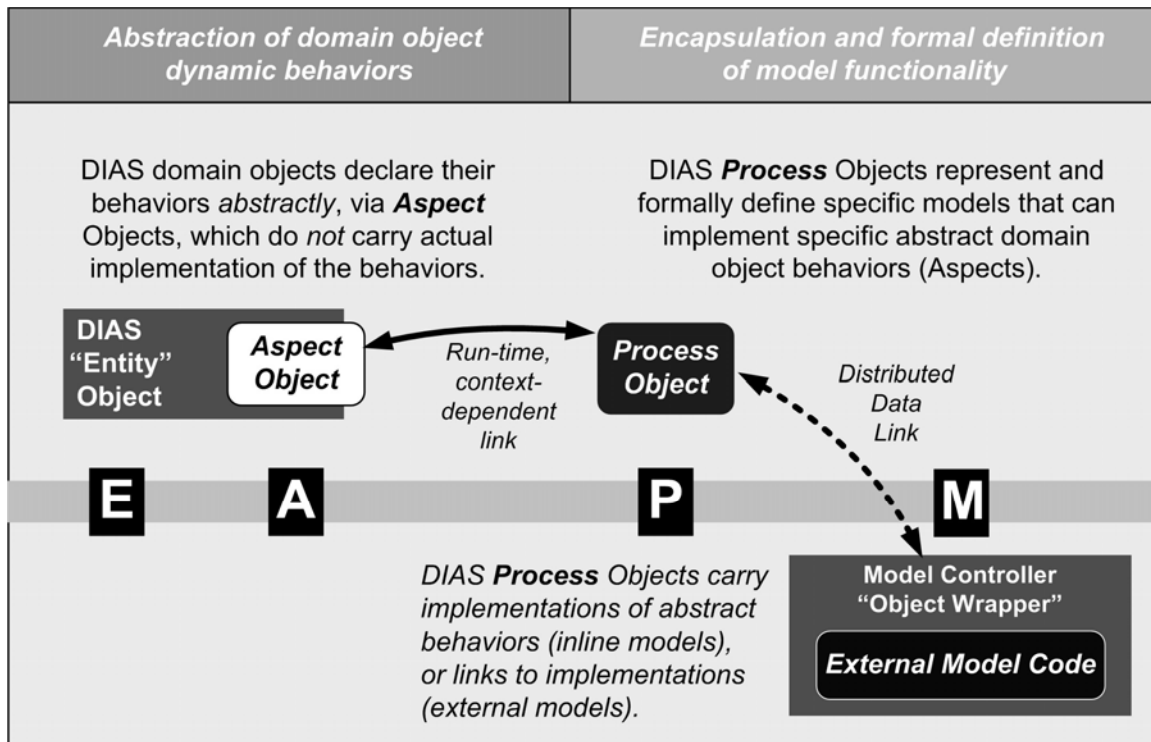 Abstraction of domain object
dynamic behaviors
Encapsulation and formal definition
of model functionality
DIAS domain objects declare their
behaviors abstractly, via Aspect
Objects, which do not carry actual
implementation of the behaviors.
DIAS Process Objects represent and
formally define specific models that can
implement specific abstract domain
object behaviors (Aspects).
DIAS
“Entity”
Object
Aspect
Object
Run-time,
context-
dependent
link
Process
Object
Distributed
Data
Link
E
A
P
M
DIAS Process Objects carry
implementations of abstract
behaviors (inline models),
or links to implementations
(external models).
Model Controller
“Object Wrapper”
External Model Code